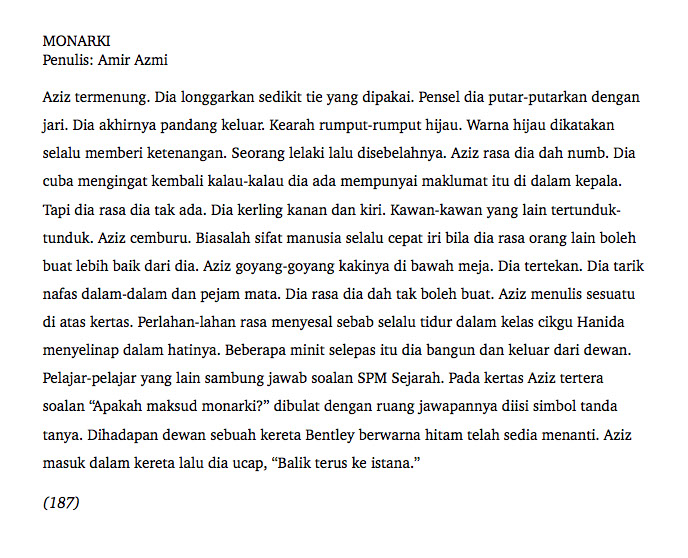 MONARKI
Penulis: Amir Azmi
Aziz termenung. Dia longgarkan sedikit tie yang dipakai. Pensel dia putar-putarkan dengan
jari. Dia akhirnya pandang keluar. Kearah rumput-rumput hijau. Warna hijau dikatakan
selalu memberi ketenangan. Seorang lelaki lalu disebelahnya. Aziz rasa dia dah numb. Dia
cuba mengingat kembali kalau-kalau dia ada mempunyai maklumat itu di dalam kepala.
Tapi dia rasa dia tak ada. Dia kerling kanan dan kiri. Kawan-kawan yang lain tertunduk-
tunduk. Aziz cemburu. Biasalah sifat manusia selalu cepat iri bila dia rasa orang lain boleh
buat lebih baik dari dia. Aziz goyang-goyang kakinya di bawah meja. Dia tertekan. Dia tarik
nafas dalam-dalam dan pejam mata. Dia rasa dia dah tak boleh buat. Aziz menulis sesuatu
di atas kertas. Perlahan-lahan rasa menyesal sebab selalu tidur dalam kelas cikgu Hanida
menyelinap dalam hatinya. Beberapa minit selepas itu dia bangun dan keluar dari dewan.
Pelajar-pelajar yang lain sambung jawab soalan SPM Sejarah. Pada kertas Aziz tertera
soalan “Apakah maksud monarki?” dibulat dengan ruang jawapannya diisi simbol tanda
tanya. Dihadapan dewan sebuah kereta Bentley berwarna hitam telah sedia menanti. Aziz
masuk dalam kereta lalu dia ucap, “Balik terus ke istana.”
(187)